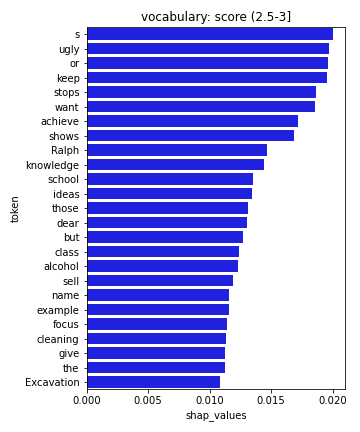 vocabulary: score (2.5-3]
s
ugly
or
keep
stops
want
achieve
shows
Ralph
knowledge
school
ideas
those
dear
but
class
alcohol
sell
name
example
focus
cleaning
give
the
Excavation
token
0.000 0.005 0.010 0.015 0.020
shap_values